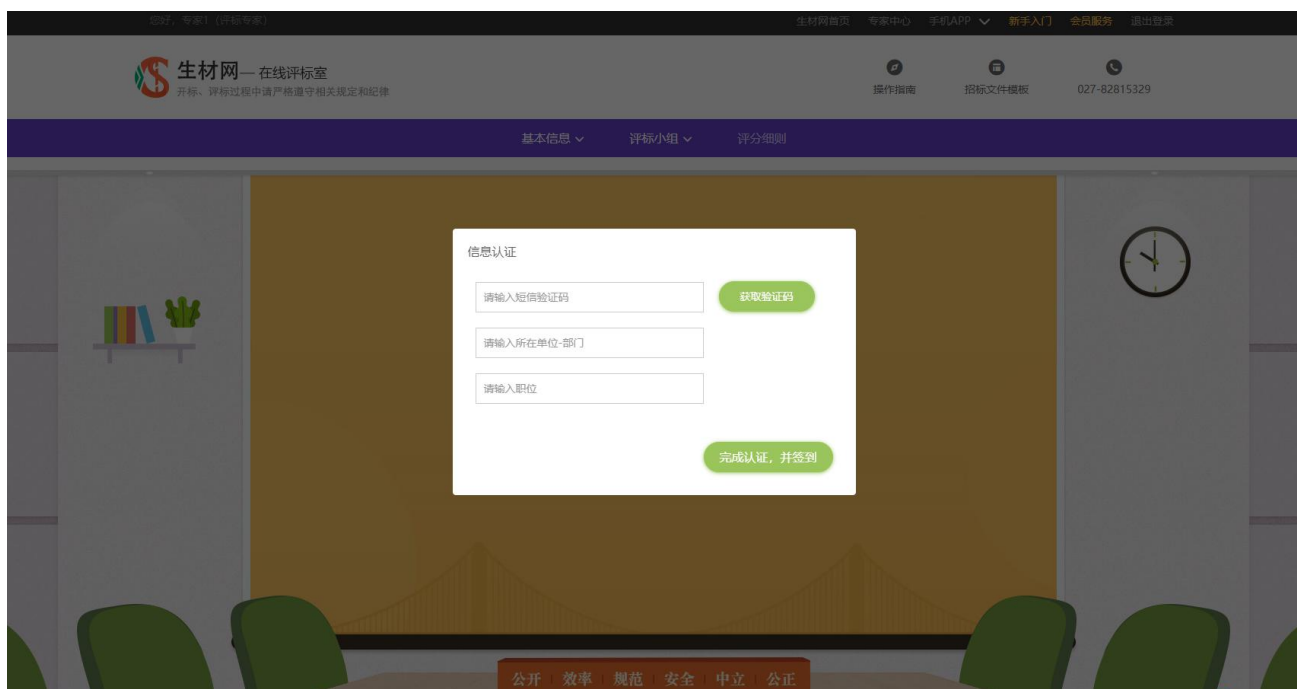 您好，专家1（评标专家）
生材网首页 专家中心 手机APP 新手入门 会员服务 退出登录
生材网— 在线评标室
开标、评标过程中请严格遵守相关规定和纪律
操作指南 招标文件模板 027-82815329
基本信息 评标小组 评分细则
信息认证
请输入短信验证码 获取验证码
请输入所在单位-部门
请输入职位
完成认证，并签到
公开 效率 规范 安全 中立 公正